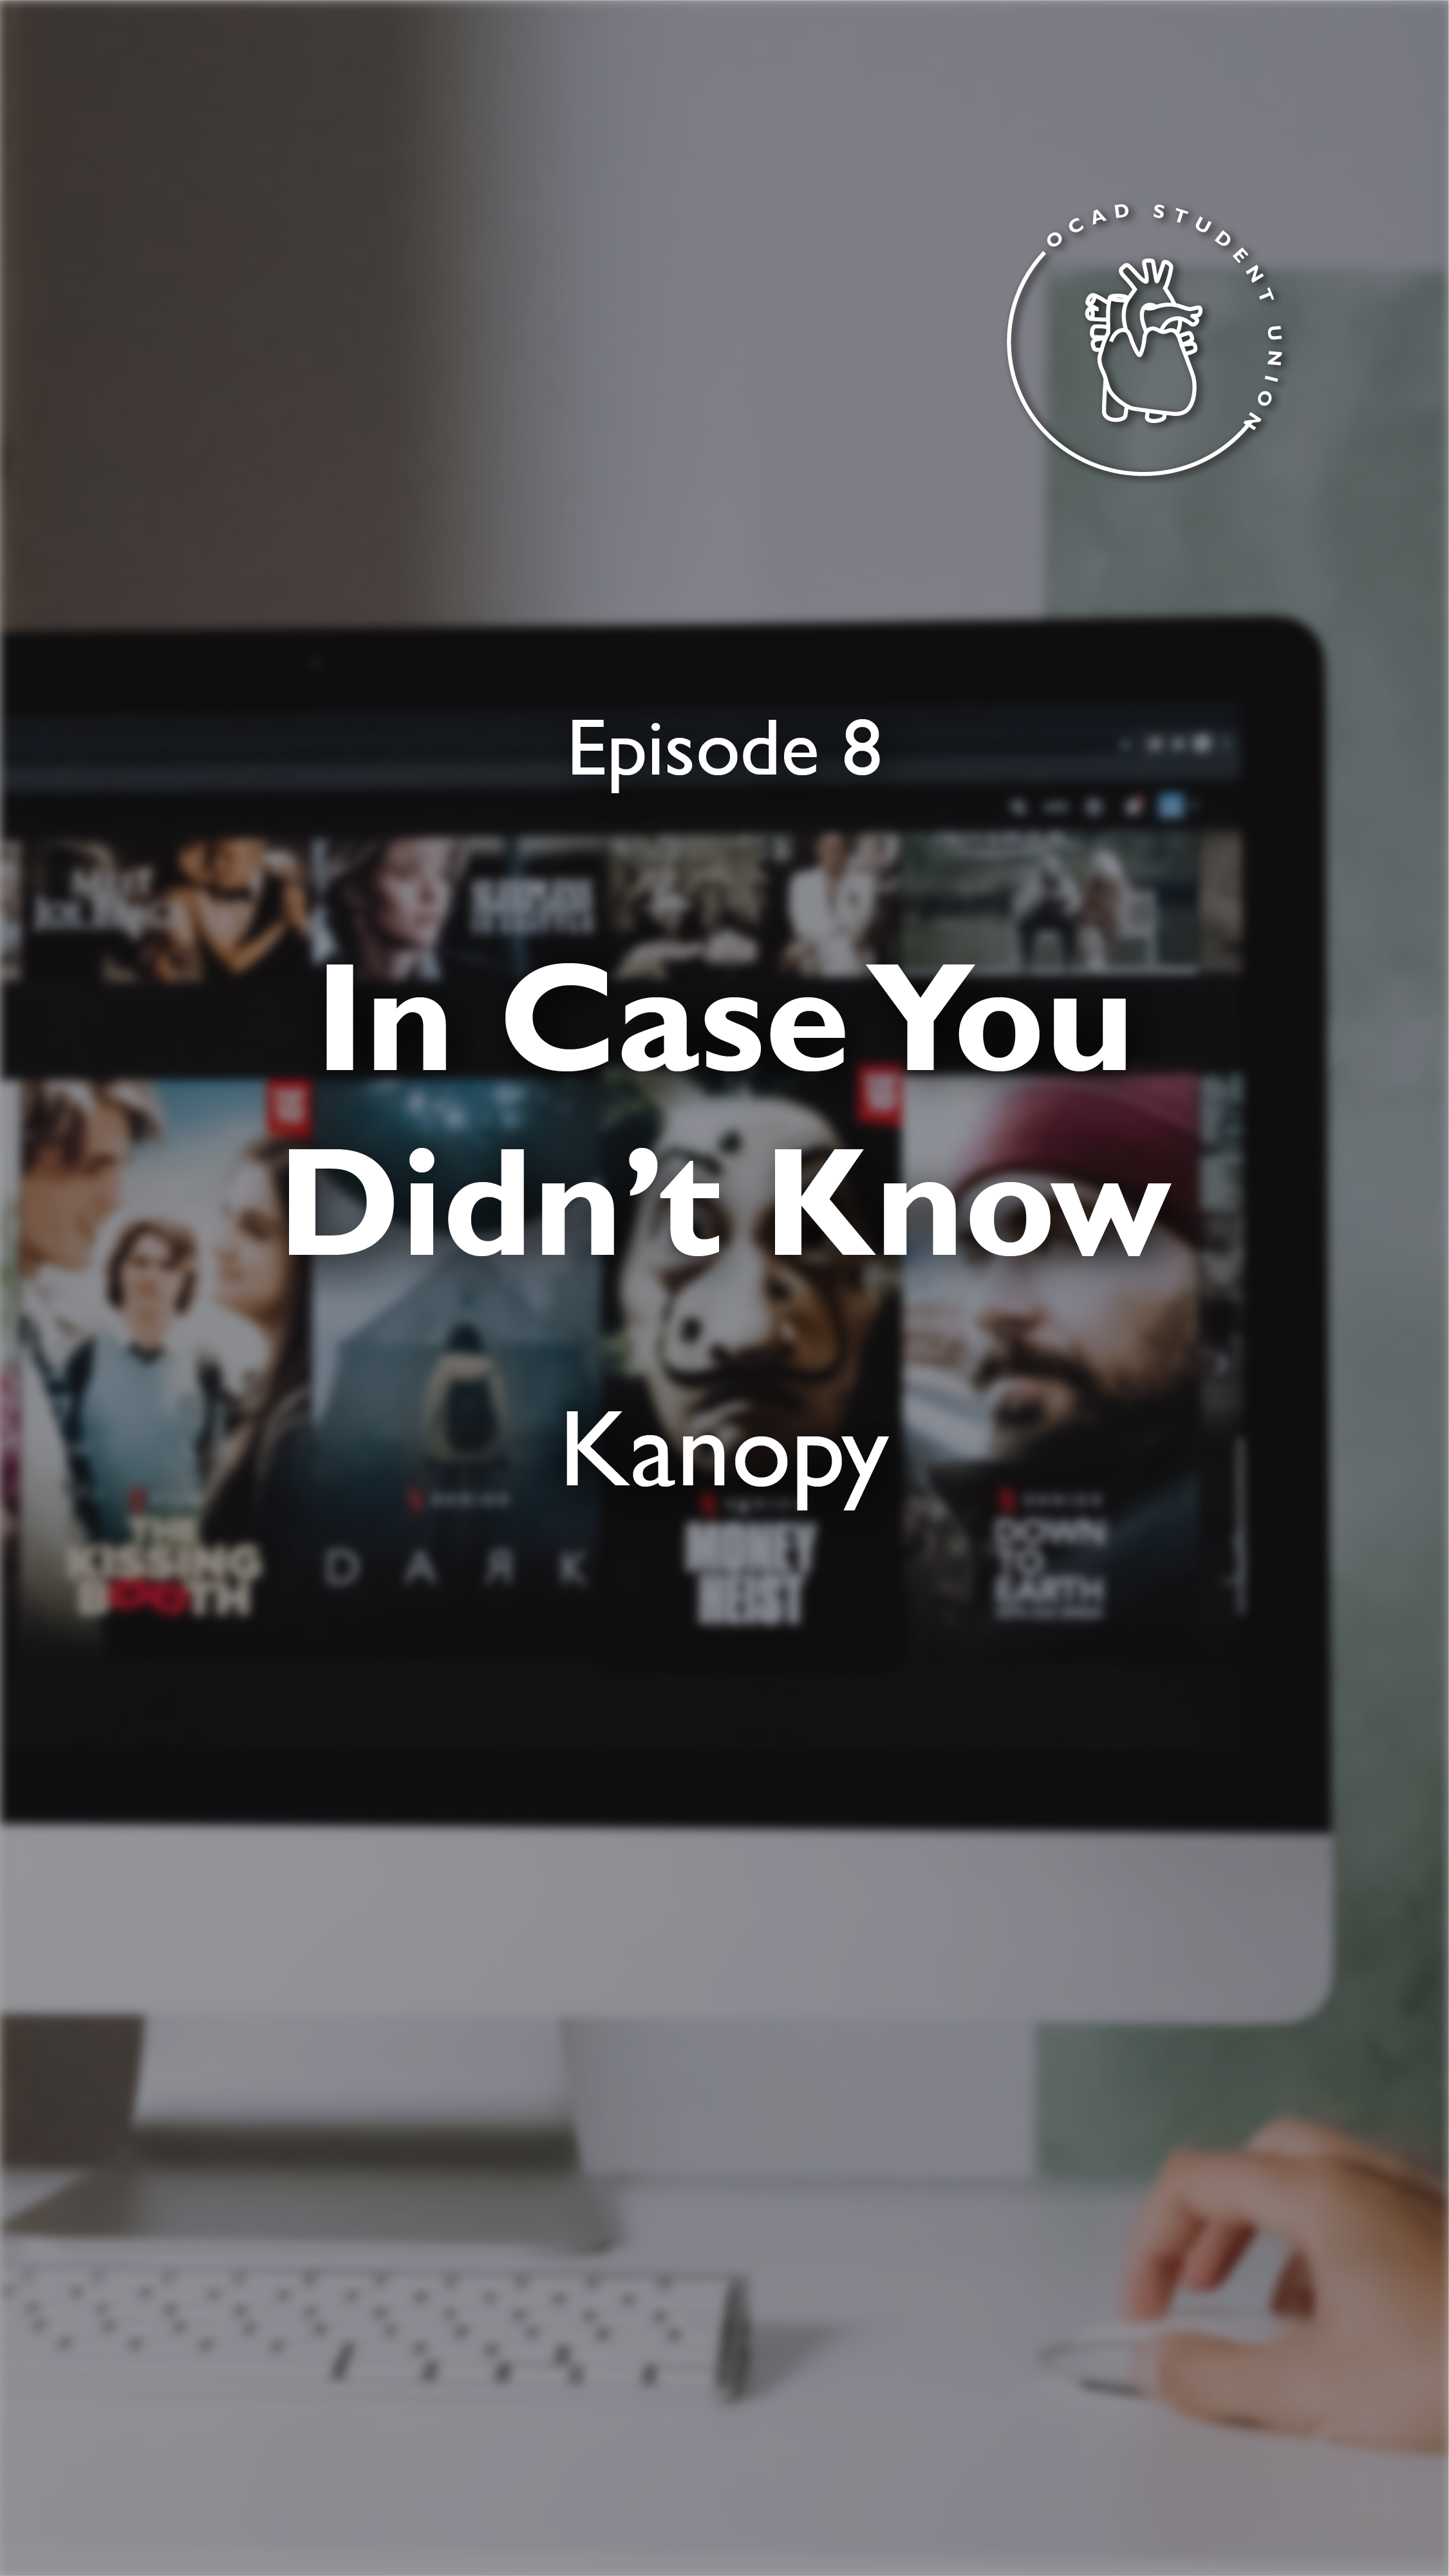 OCAD STUDENT UNION
Episode 8
In Case You
Didn’t Know
Kanopy
THE
KISSING
BOOTH
DARK
MONEY
HEIST
DOWN
TO
EARTH